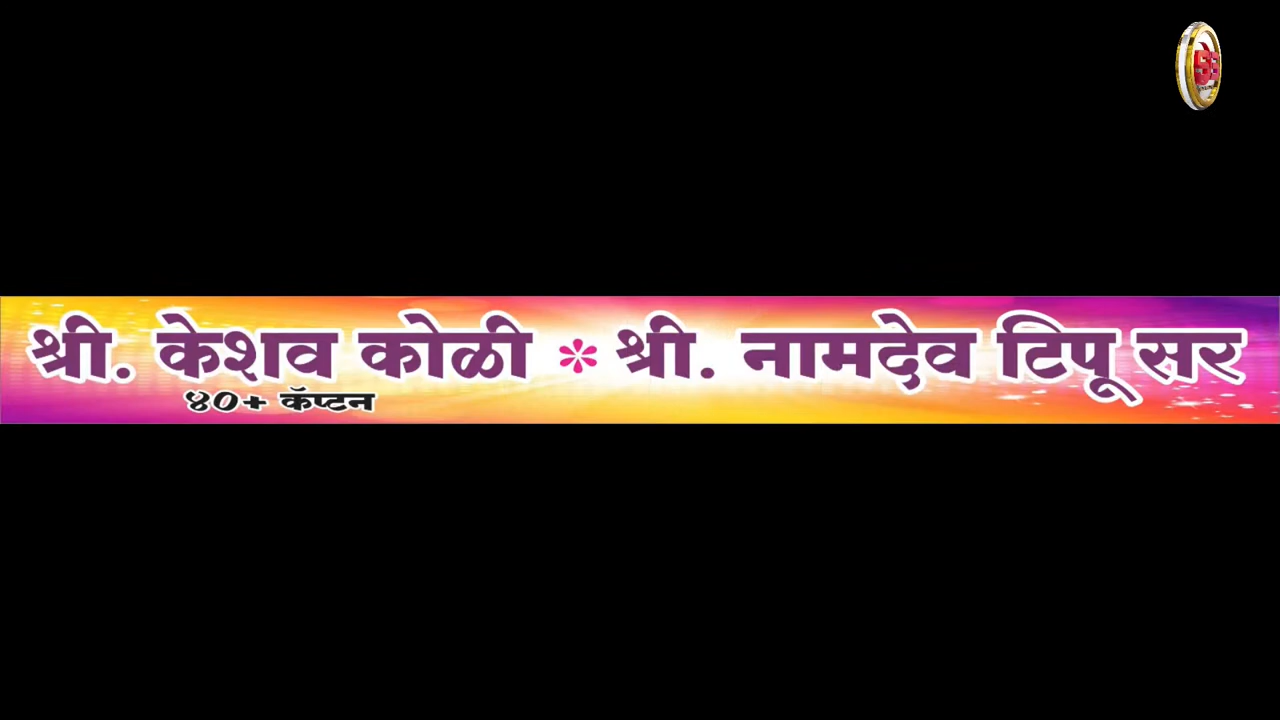 श्री. केशव कोळी * श्री. नामदेव टिपू सर
४०+ कॅप्टन